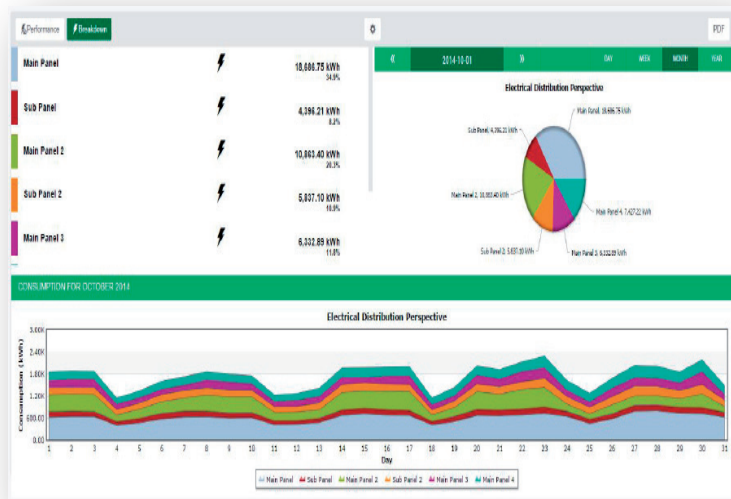 Performance
Breakdown
PDF
Main Panel
18,686.75 kWh
34.9%
Sub Panel
4,396.21 kWh
8.2%
Main Panel 2
10,863.40 kWh
20.3%
Sub Panel 2
5,837.10 kWh
10.9%
Main Panel 3
6,332.89 kWh
11.8%
«
2014-10-01
»
DAY
WEEK
MONTH
YEAR
Electrical Distribution Perspective
Main Panel: 18,686.75 kWh
Sub Panel: 4,396.21 kWh
Main Panel 2: 10,863.40 kWh
Main Panel 4: 7,427.22 kWh
Sub Panel 2: 5,837.10 kWh
Main Panel 3: 6,332.89 kWh
CONSUMPTION FOR OCTOBER 2014
Electrical Distribution Perspective
Consumption (kWh)
3.00K
2.40K
1.80K
1.20K
600.00
0.00
1 2 3 4 5 6 7 8 9 10 11 12 13 14 15 16 17 18 19 20 21 22 23 24 25 26 27 28 29 30 31
Day
Main Panel Sub Panel Main Panel 2 Sub Panel 2 Main Panel 3 Main Panel 4